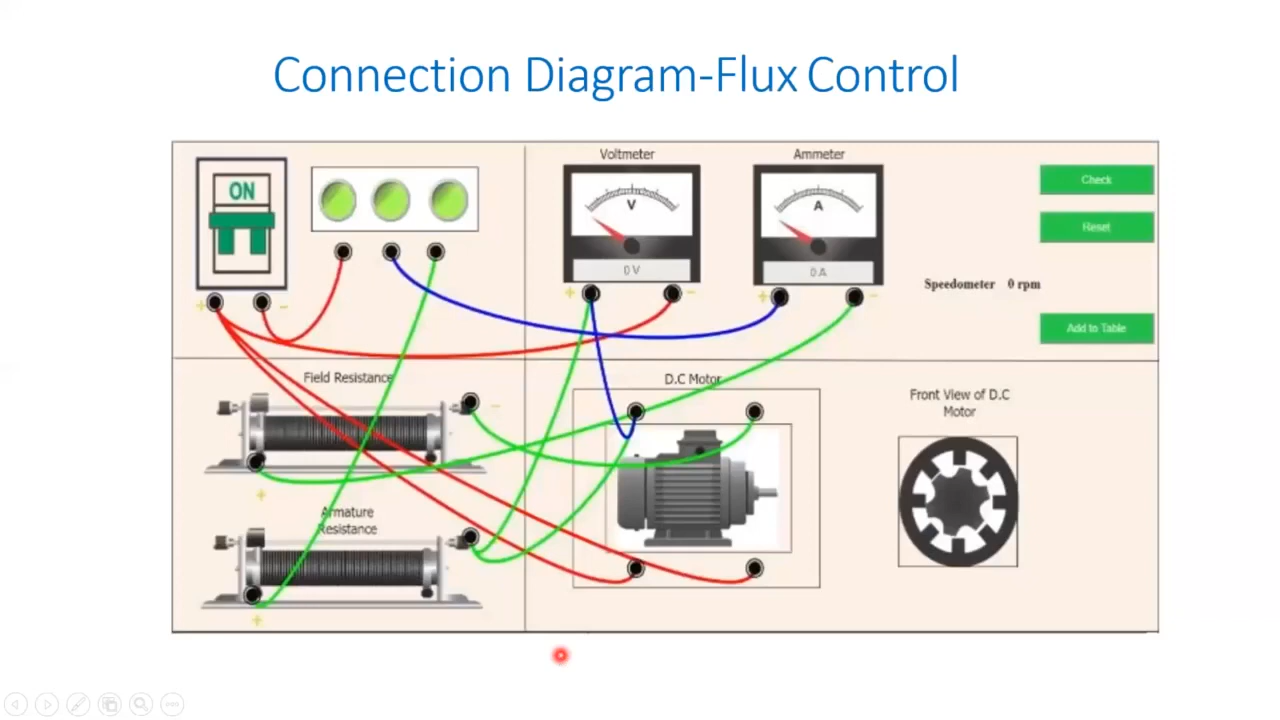 Connection Diagram-Flux Control
ON
+
-
Voltmeter
V
0 V
+
-
Ammeter
A
0 A
+
-
Check
Reset
Speedometer 0 rpm
Add to Table
Field Resistance
-
+
Armature
Resistance
+
D.C Motor
Front View of D.C
Motor